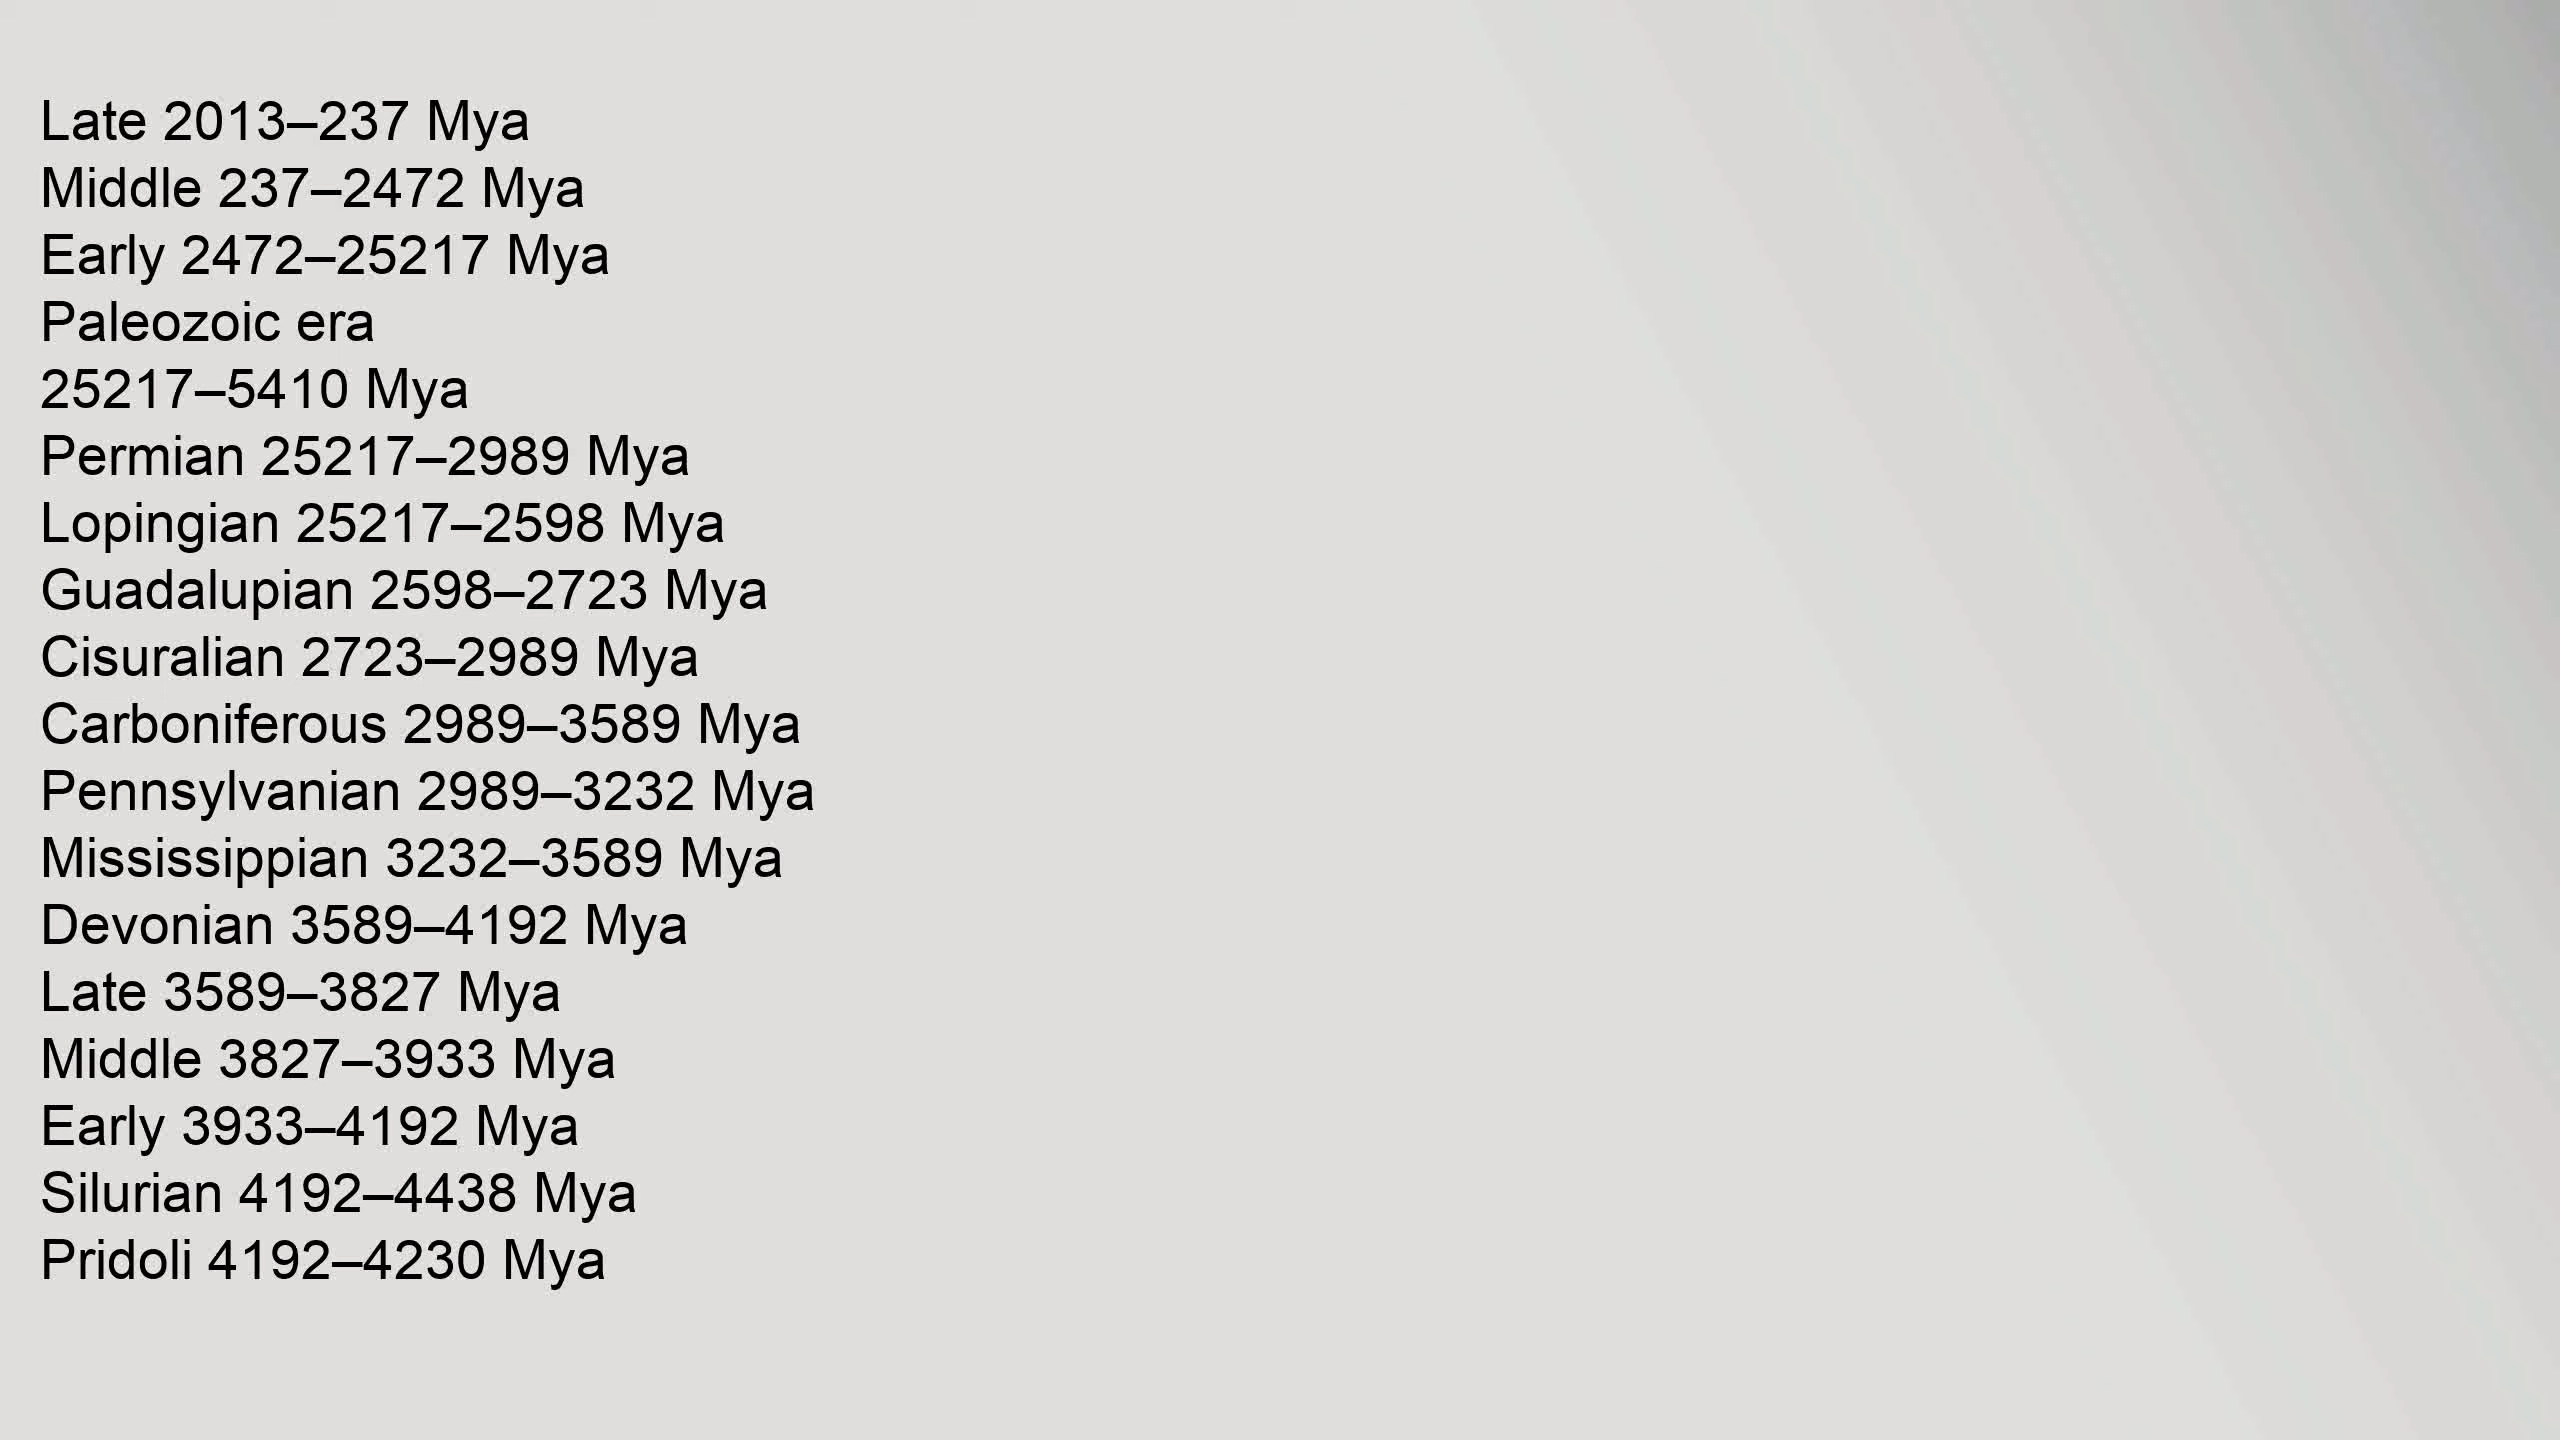 Late 2013–237 Mya
Middle 237–2472 Mya
Early 2472–25217 Mya
Paleozoic era
25217–5410 Mya
Permian 25217–2989 Mya
Lopingian 25217–2598 Mya
Guadalupian 2598–2723 Mya
Cisuralian 2723–2989 Mya
Carboniferous 2989–3589 Mya
Pennsylvanian 2989–3232 Mya
Mississippian 3232–3589 Mya
Devonian 3589–4192 Mya
Late 3589–3827 Mya
Middle 3827–3933 Mya
Early 3933–4192 Mya
Silurian 4192–4438 Mya
Pridoli 4192–4230 Mya